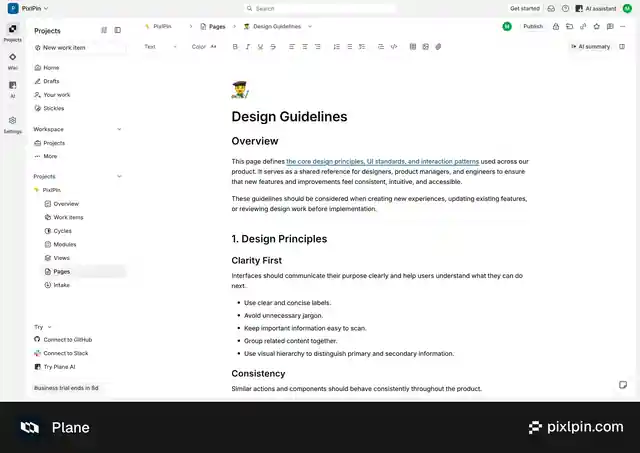 P PixlPin
Search
Get started
AI assistant
M
Projects
Wiki
AI
Settings
Projects
New work item
Home
Drafts
Your work
Stickies
Workspace
Projects
More
Projects
PixlPin
Overview
Work items
Cycles
Modules
Views
Pages
Intake
Try
Connect to GitHub
Connect to Slack
Try Plane AI
Business trial ends in 8d
PixlPin > Pages > Design Guidelines
M
Publish
Text
Color Aa
B I U S
AI summary
Design Guidelines
Overview
This page defines the core design principles, UI standards, and interaction patterns used across our
product. It serves as a shared reference for designers, product managers, and engineers to ensure
that new features and improvements feel consistent, intuitive, and accessible.
These guidelines should be considered when creating new experiences, updating existing features,
or reviewing design work before implementation.
1. Design Principles
Clarity First
Interfaces should communicate their purpose clearly and help users understand what they can do
next.
• Use clear and concise labels.
• Avoid unnecessary jargon.
• Keep important information easy to scan.
• Group related content together.
• Use visual hierarchy to distinguish primary and secondary information.
Consistency
Similar actions and components should behave consistently throughout the product.
Plane
pixlpin.com